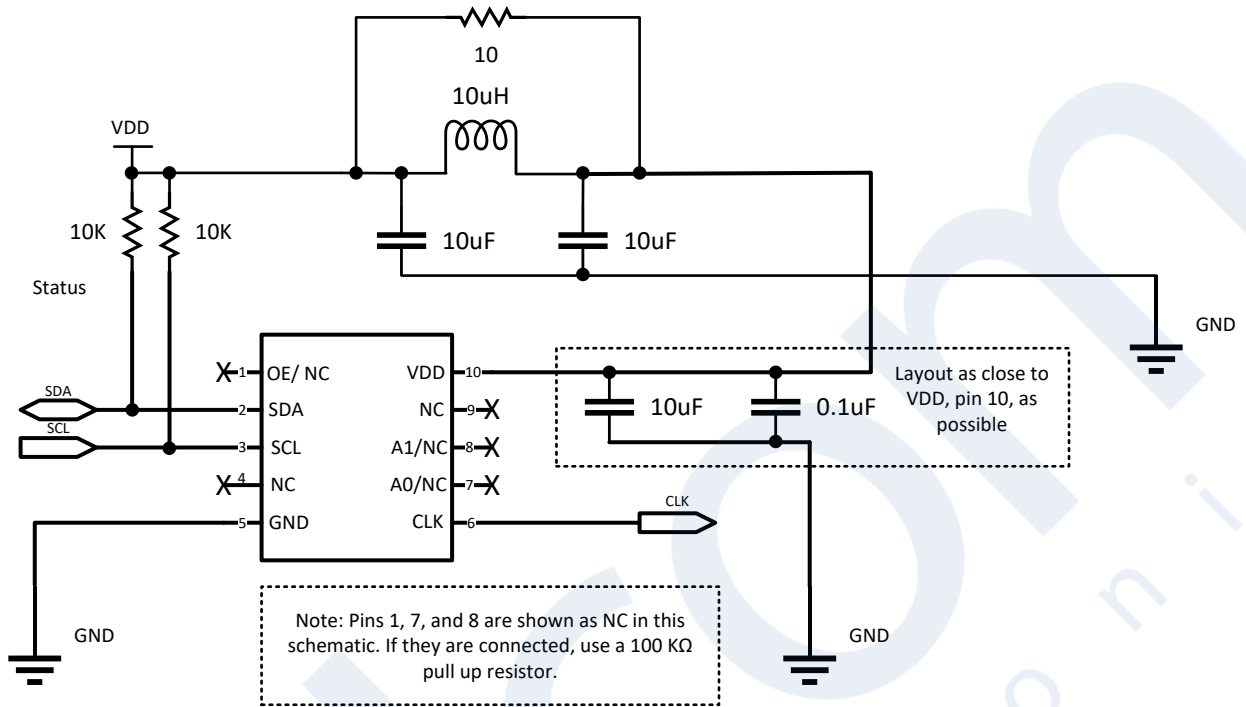 10
10uH
VDD
10K
10K
10uF
10uF
Status
GND
1
OE/ NC
VDD
10
SDA
2
SDA
NC
9
SCL
3
SCL
A1/NC
8
4
NC
A0/NC
7
5
GND
CLK
6
CLK
10uF
0.1uF
Layout as close to
VDD, pin 10, as
possible
GND
GND
Note: Pins 1, 7, and 8 are shown as NC in this
schematic. If they are connected, use a 100 KΩ
pull up resistor.
om
o n i